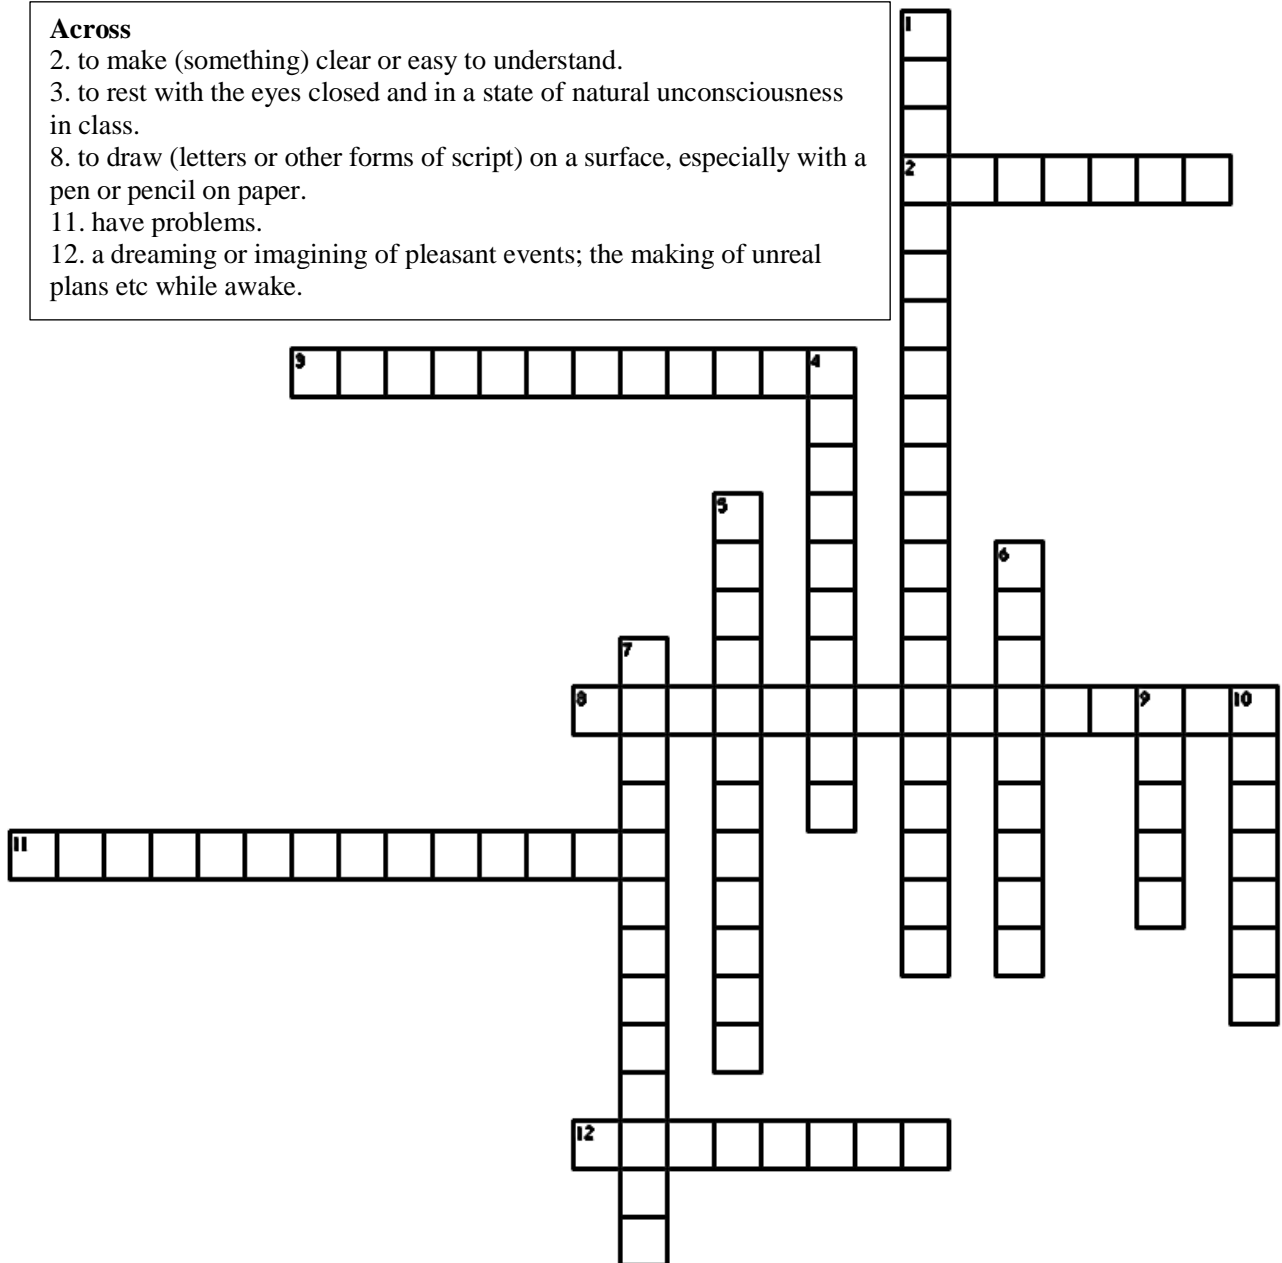 Across
2. to make (something) clear or easy to understand.
3. to rest with the eyes closed and in a state of natural unconsciousness
in class.
8. to draw (letters or other forms of script) on a surface, especially with a
pen or pencil on paper.
11. have problems.
12. a dreaming or imagining of pleasant events; the making of unreal
plans etc while awake.
1
2
3
4
5
6
7
8
9
10
11
12